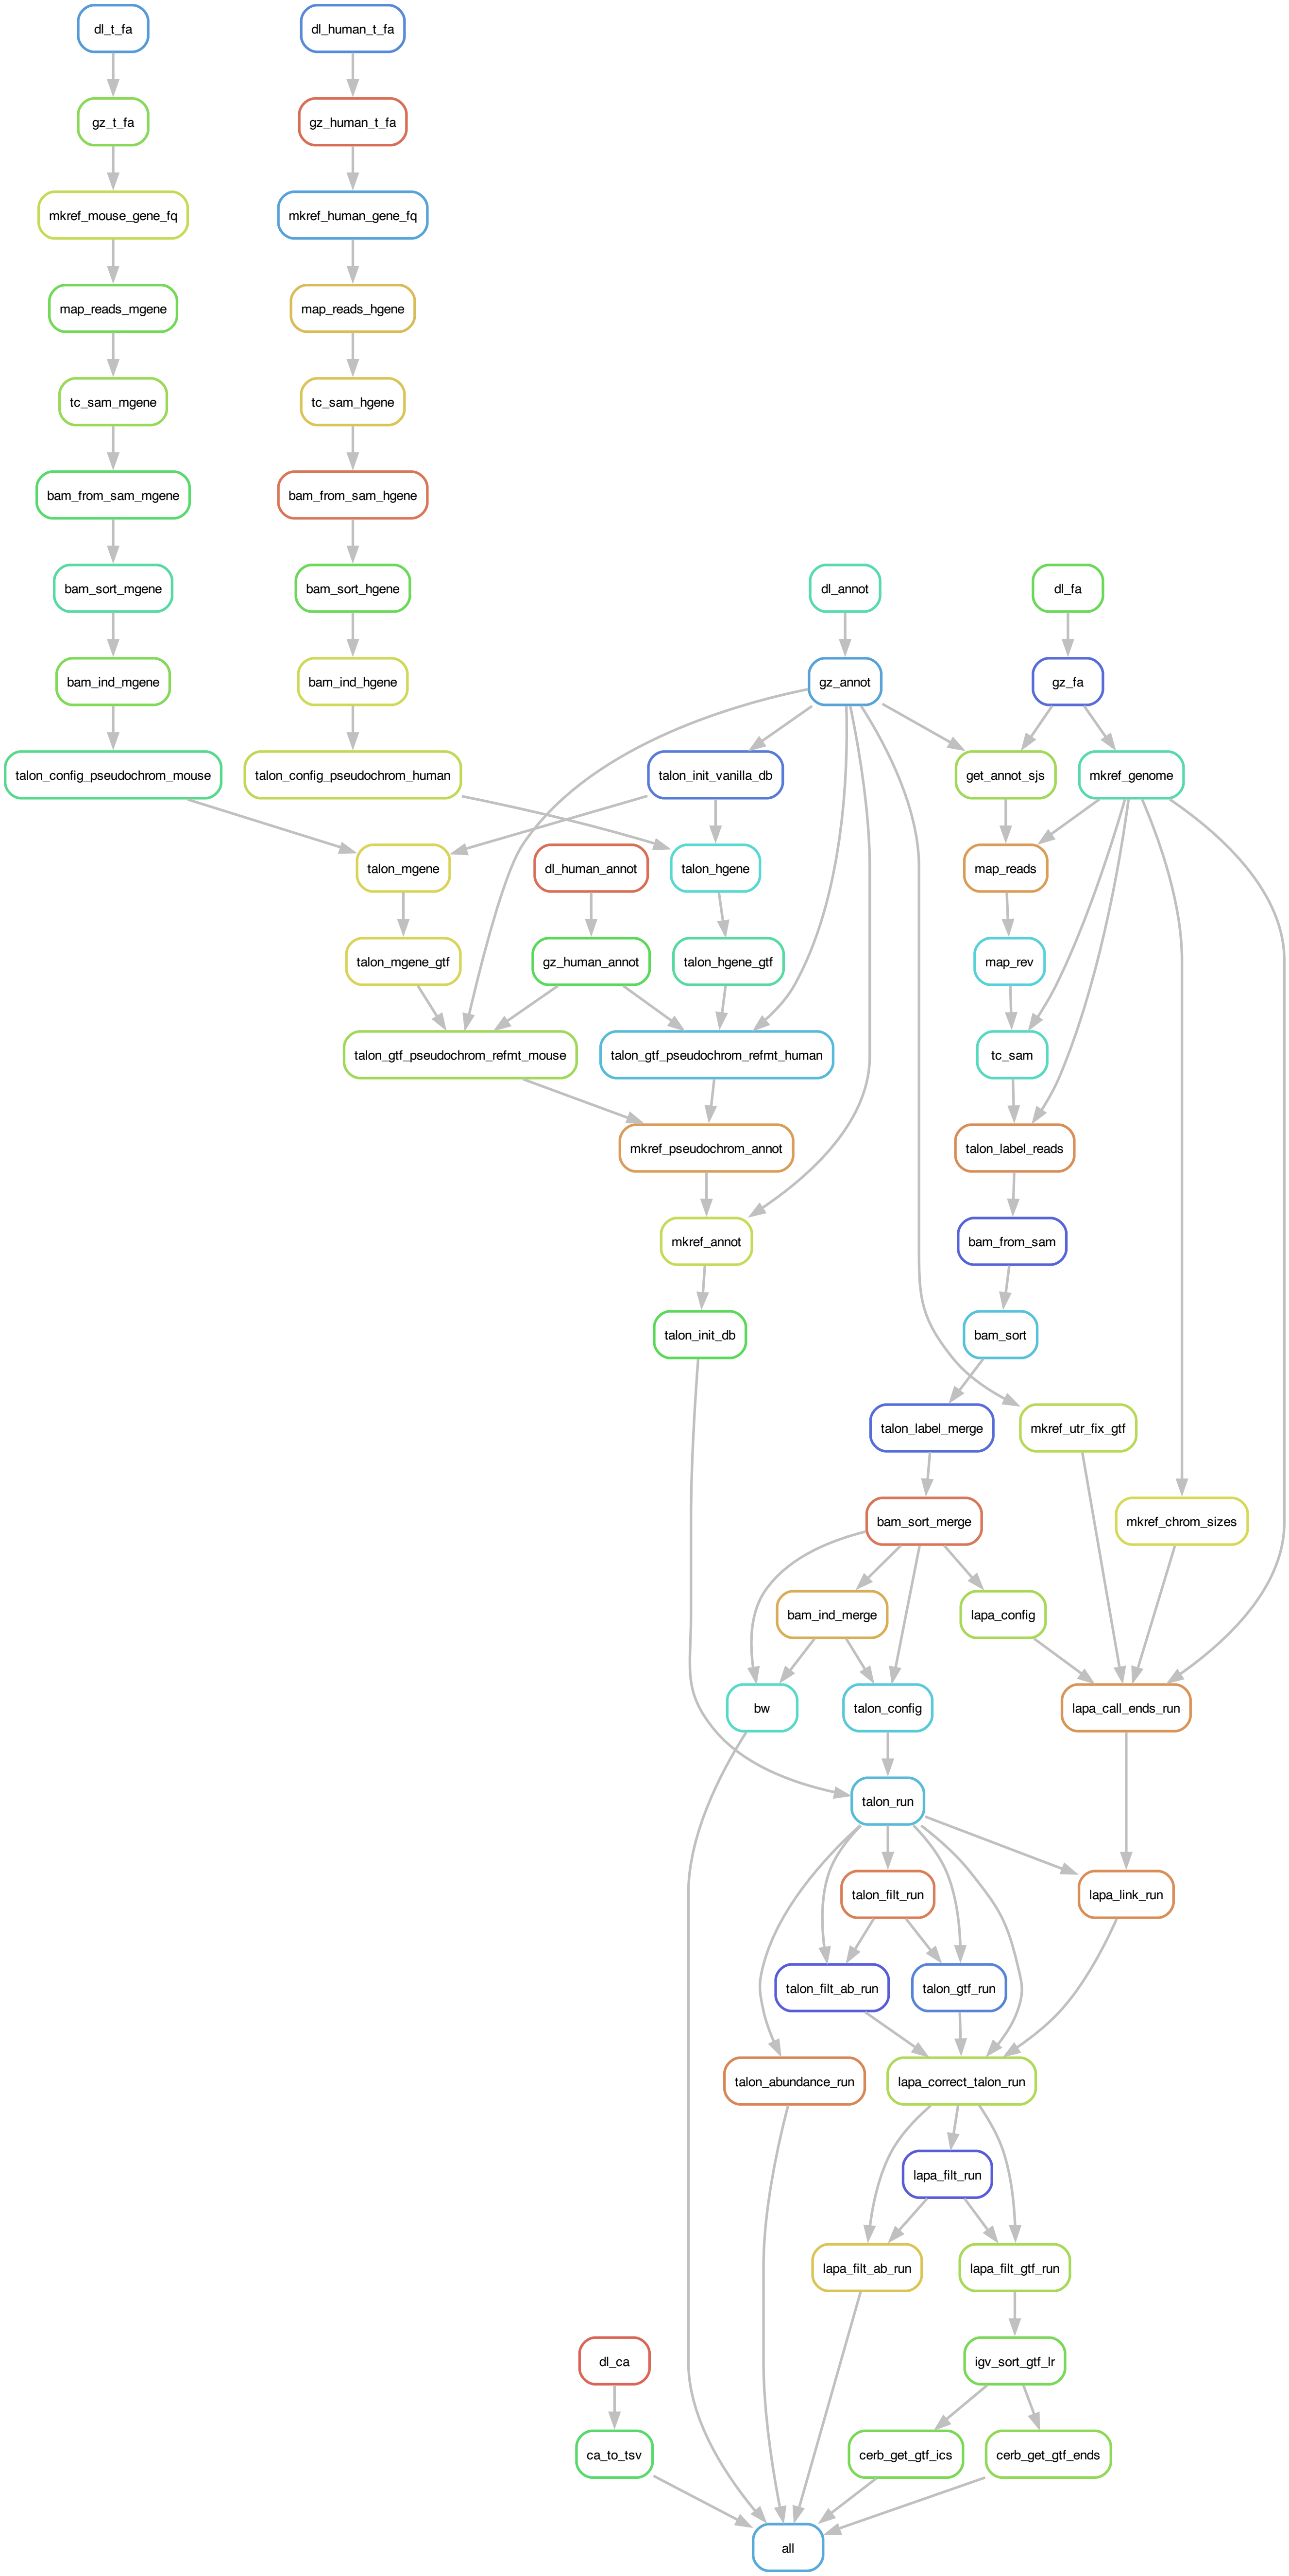 dl_t_fa
dl_human_t_fa
gz_t_fa
gz_human_t_fa
mkref_mouse_gene_fq
mkref_human_gene_fq
map_reads_mgene
map_reads_hgene
tc_sam_mgene
tc_sam_hgene
bam_from_sam_mgene
bam_from_sam_hgene
bam_sort_mgene
bam_sort_hgene
dl_annot
dl_fa
bam_ind_mgene
bam_ind_hgene
gz_annot
gz_fa
talon_config_pseudochrom_mouse
talon_config_pseudochrom_human
talon_init_vanilla_db
get_annot_sjs
mkref_genome
talon_mgene
dl_human_annot
talon_hgene
map_reads
talon_mgene_gtf
gz_human_annot
talon_hgene_gtf
map_rev
talon_gtf_pseudochrom_refmt_mouse
talon_gtf_pseudochrom_refmt_human
tc_sam
mkref_pseudochrom_annot
talon_label_reads
mkref_annot
bam_from_sam
talon_init_db
bam_sort
talon_label_merge
mkref_utr_fix_gtf
bam_sort_merge
mkref_chrom_sizes
bam_ind_merge
lapa_config
bw
talon_config
lapa_call_ends_run
talon_run
talon_filt_run
lapa_link_run
talon_filt_ab_run
talon_gtf_run
talon_abundance_run
lapa_correct_talon_run
lapa_filt_run
lapa_filt_ab_run
lapa_filt_gtf_run
dl_ca
igv_sort_gtf_lr
ca_to_tsv
cerb_get_gtf_ics
cerb_get_gtf_ends
all